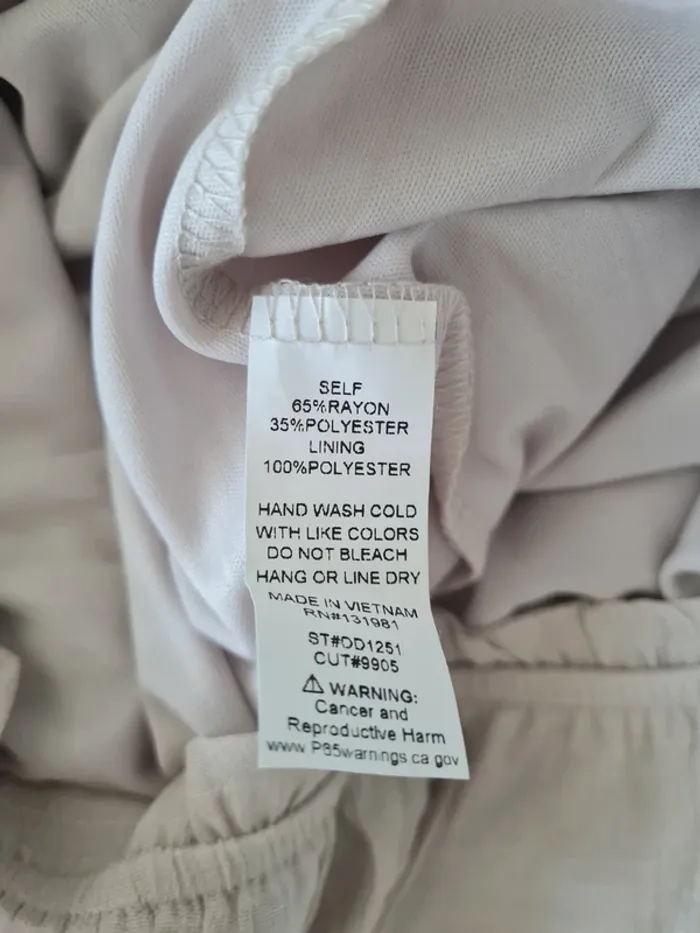 SELF
65%RAYON
35%POLYESTER
LINING
100%POLYESTER
HAND WASH COLD
WITH LIKE COLORS
DO NOT BLEACH
HANG OR LINE DRY
MADE IN VIETNAM
RN#131981
ST#DD1251
CUT#9905
⚠ WARNING:
Cancer and
Reproductive Harm
www.P65warnings.ca.gov